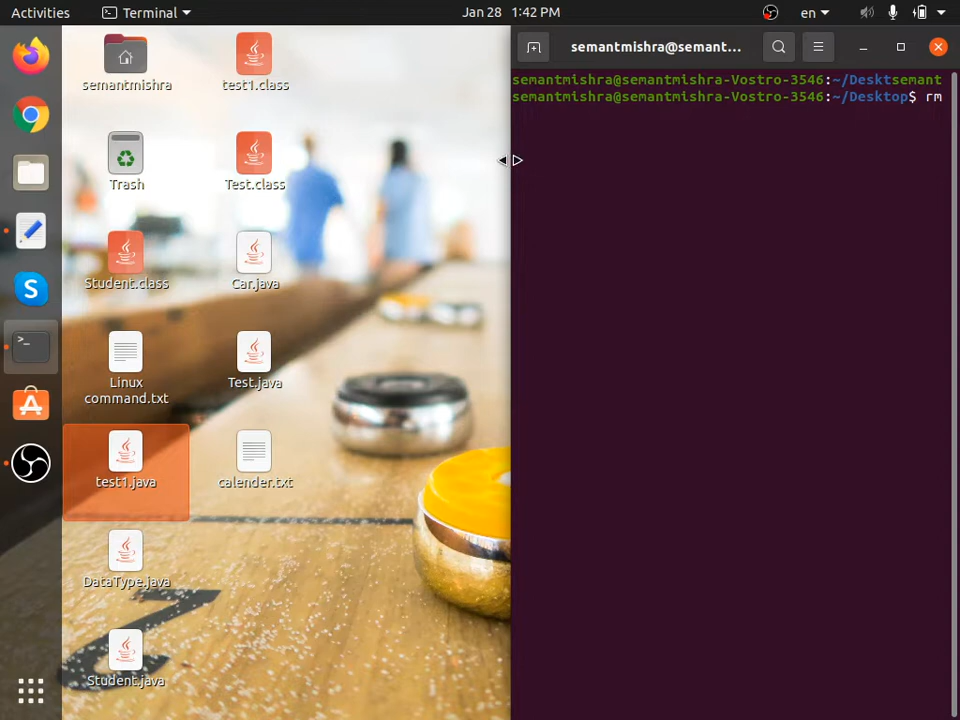 Activities
Terminal
Jan 28 1:42 PM
en
semantmishra@semant...
semantmishra@semantmishra-Vostro-3546:~/Desktsemant
semantmishra@semantmishra-Vostro-3546:~/Desktop$ rm
semantmishra
test1.class
Trash
Test.class
Student.class
Car.java
Linux
command.txt
Test.java
test1.java
calender.txt
DataType.java
Student.java